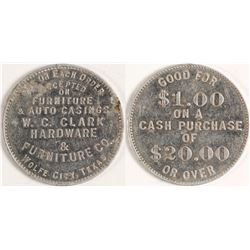 ON EACH ORDER
ACCEPTED ON
FURNITURE
& AUTO CASINGS
W. C. CLARK
HARDWARE
&
FURNITURE CO.
WOLFE CITY, TEXAS
GOOD FOR
$1.00
ON A
CASH PURCHASE
OF
$20.00
OR OVER